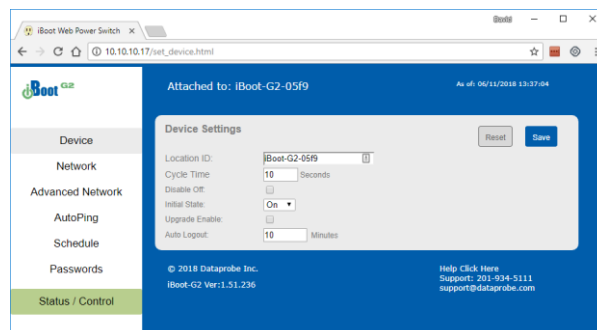 iBoot Web Power Switch
David
10.10.10.17/set_device.html
iBoot G2
Attached to: iBoot-G2-05f9
As of: 06/11/2018 13:37:04
Device
Network
Advanced Network
AutoPing
Schedule
Passwords
Status / Control
Device Settings
Reset
Save
Location ID: iBoot-G2-05f9
Cycle Time 10 Seconds
Disable Off:
Initial State: On
Upgrade Enable:
Auto Logout: 10 Minutes
© 2018 Dataprobe Inc.
iBoot-G2 Ver:1.51.236
Help Click Here
Support: 201-934-5111
support@dataprobe.com